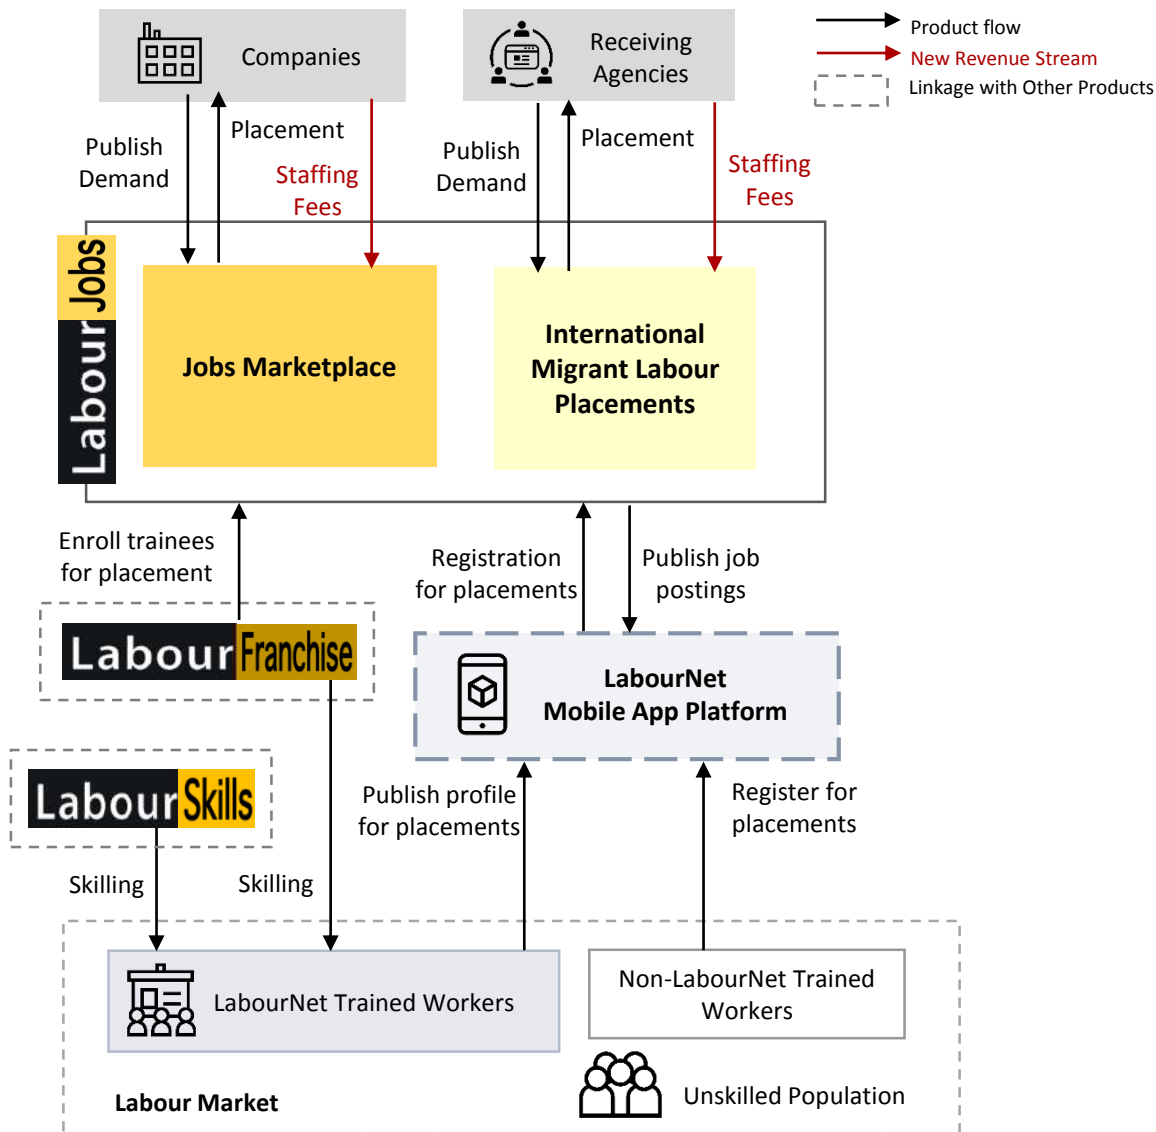 Companies
Receiving
Agencies
Product flow
New Revenue Stream
Linkage with Other Products
Publish
Demand
Placement
Staffing
Fees
Publish
Demand
Placement
Staffing
Fees
Labour Jobs
Jobs Marketplace
International
Migrant Labour
Placements
Enroll trainees
for placement
Registration
for placements
Publish job
postings
Labour Franchise
LabourNet
Mobile App Platform
Labour Skills
Publish profile
for placements
Register for
placements
Skilling
Skilling
LabourNet Trained Workers
Non-LabourNet Trained
Workers
Labour Market
Unskilled Population